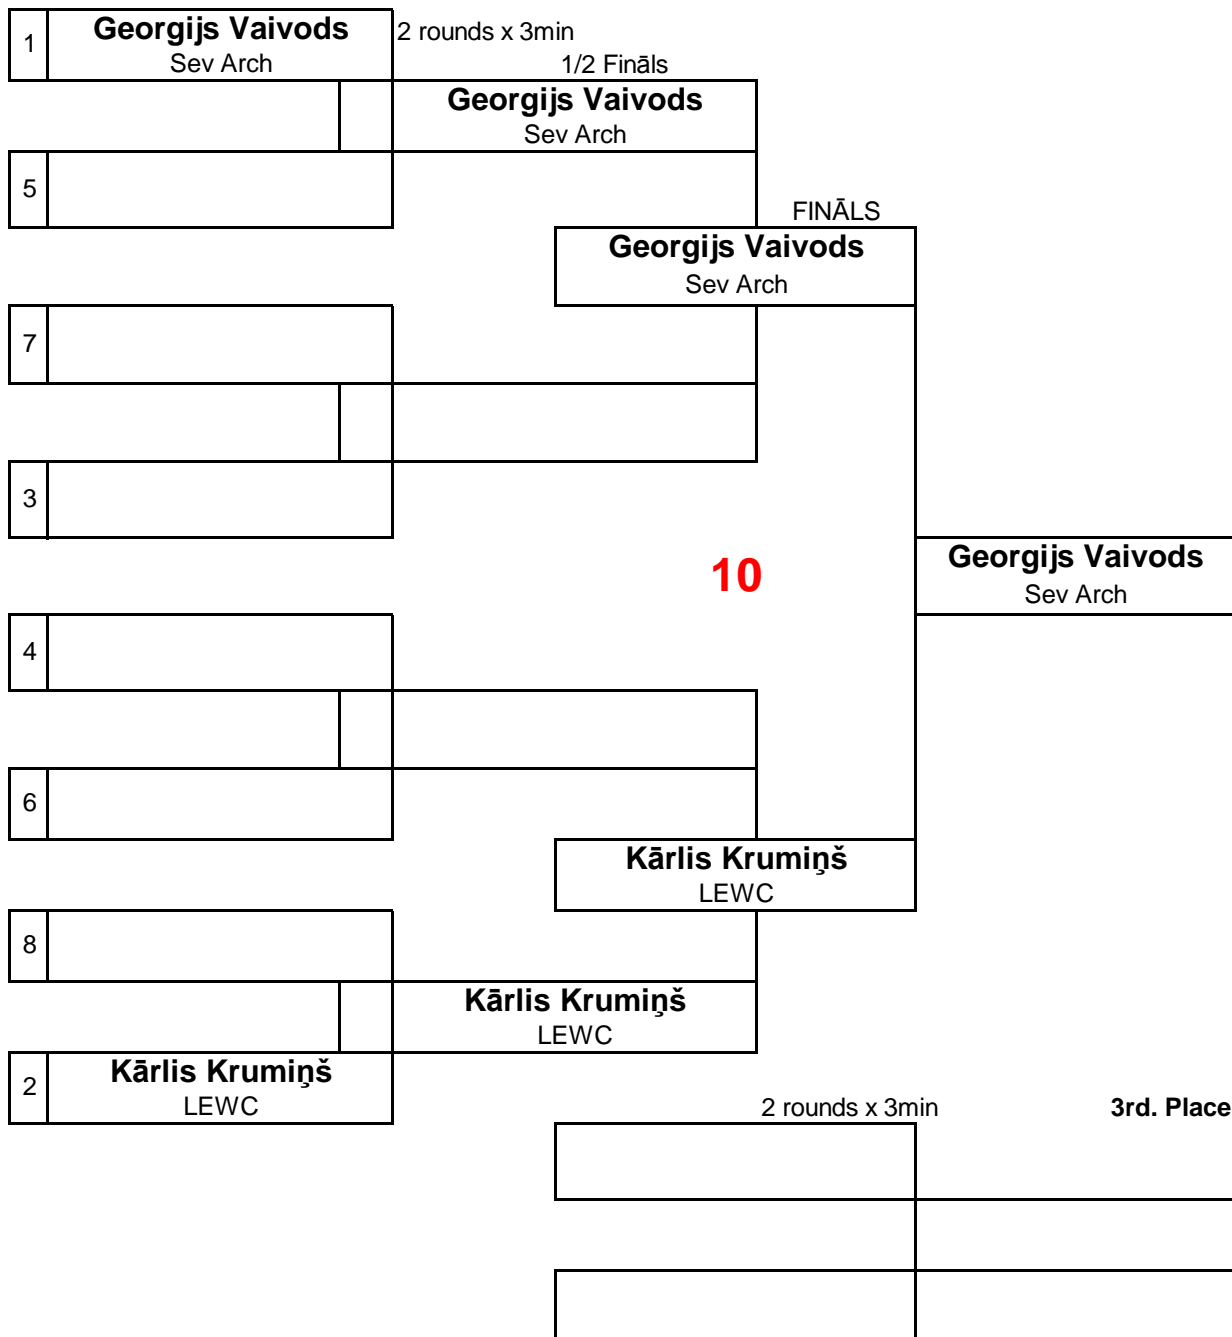 1
Georgijs Vaivods
Sev Arch
2 rounds x 3min
1/2 Fināls
Georgijs Vaivods
Sev Arch
5
FINĀLS
Georgijs Vaivods
Sev Arch
7
3
10
Georgijs Vaivods
Sev Arch
4
6
Kārlis Krumiņš
LEWC
8
Kārlis Krumiņš
LEWC
2
Kārlis Krumiņš
LEWC
2 rounds x 3min
3rd. Place